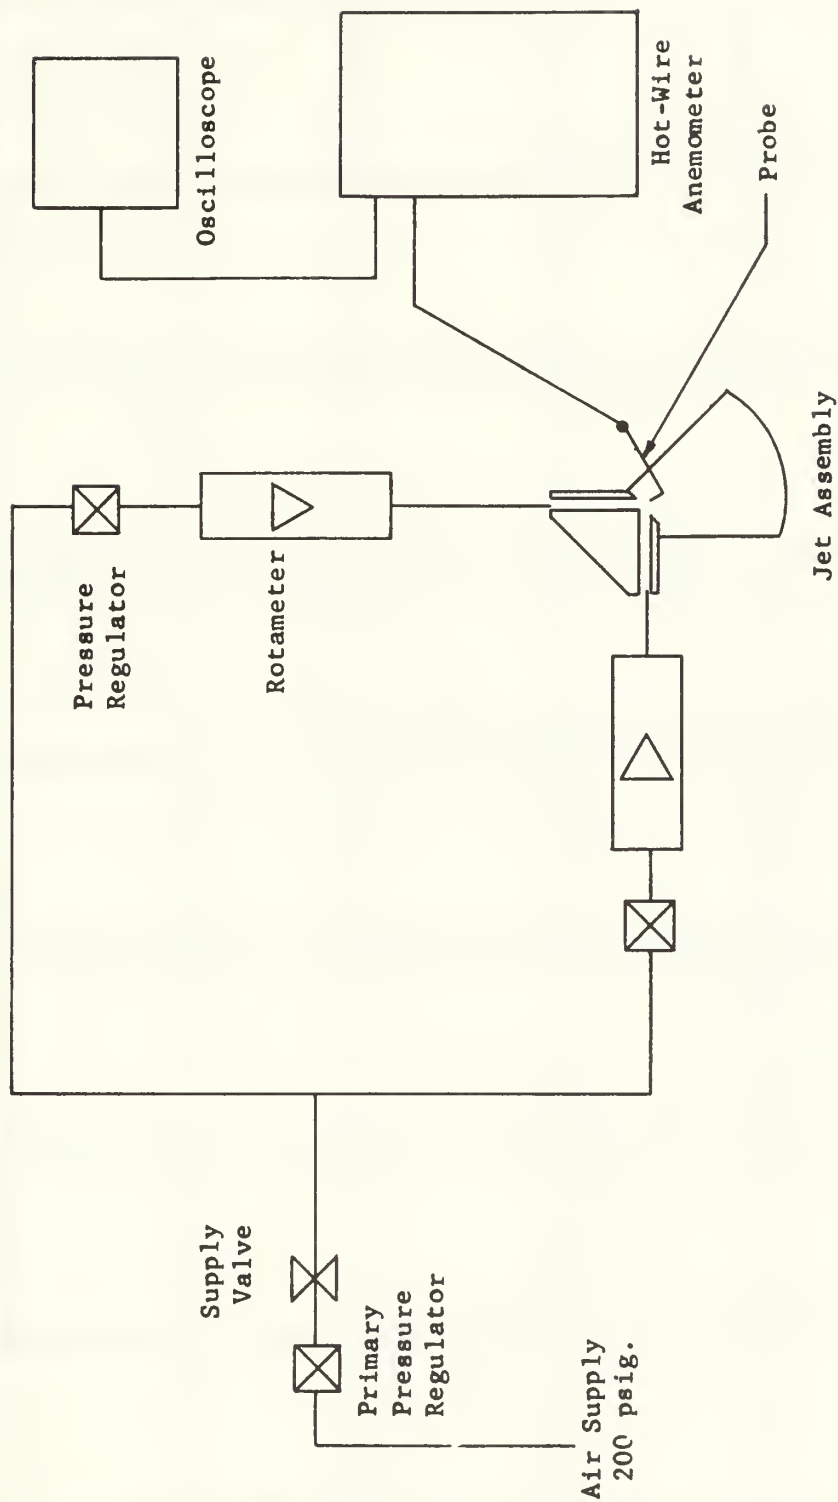 Air Supply
200 psig.
Primary
Pressure
Regulator
Supply
Valve
Pressure
Regulator
Rotameter
Oscilloscope
Hot-Wire
Anemometer
Probe
Jet Assembly